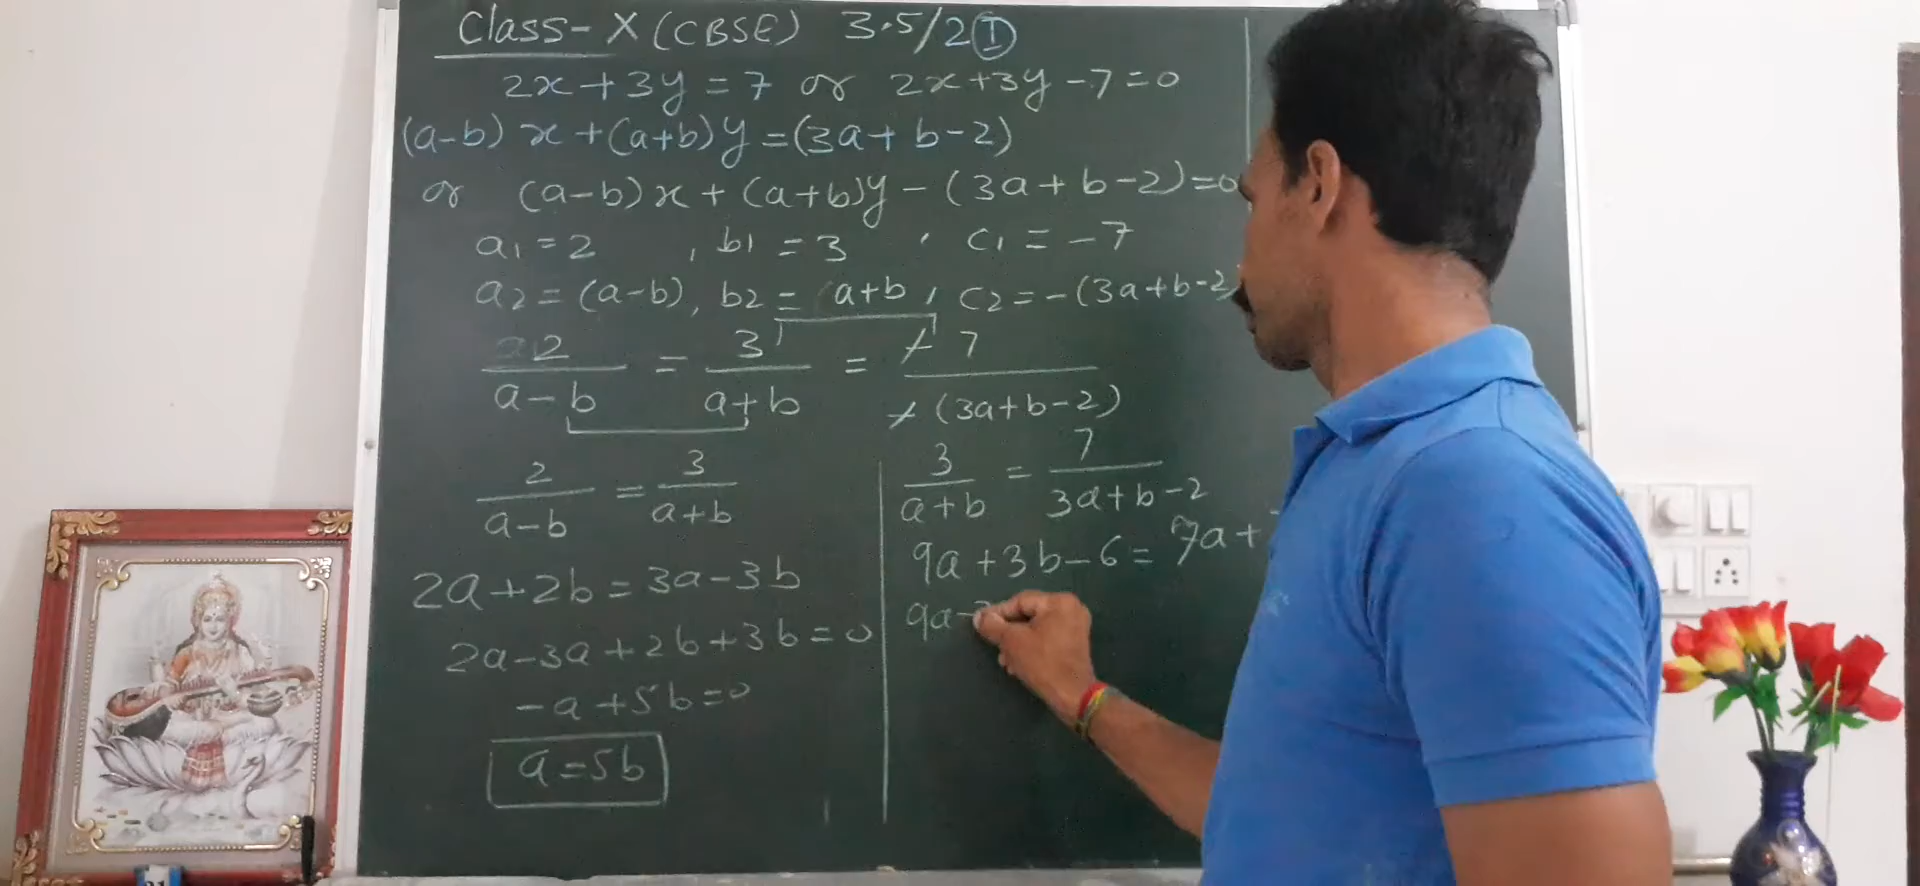 Class-X (CBSE) 3.5/2 I
2x+3y=7 or 2x+3y-7=0
(a-b)x+(a+b)y=(3a+b-2)
or (a-b)x+(a+b)y-(3a+b-2)=0
a1=2, b1=3, c1=-7
a2=(a-b), b2=a+b, c2=-(3a+b-2
2/a-b = 3/a+b = -7/-(3a+b-2)
2/a-b = 3/a+b
2a+2b=3a-3b
2a-3a+2b+3b=0
-a+5b=0
a=5b
3/a+b = 7/3a+b-2
9a+3b-6=7a+
9a-